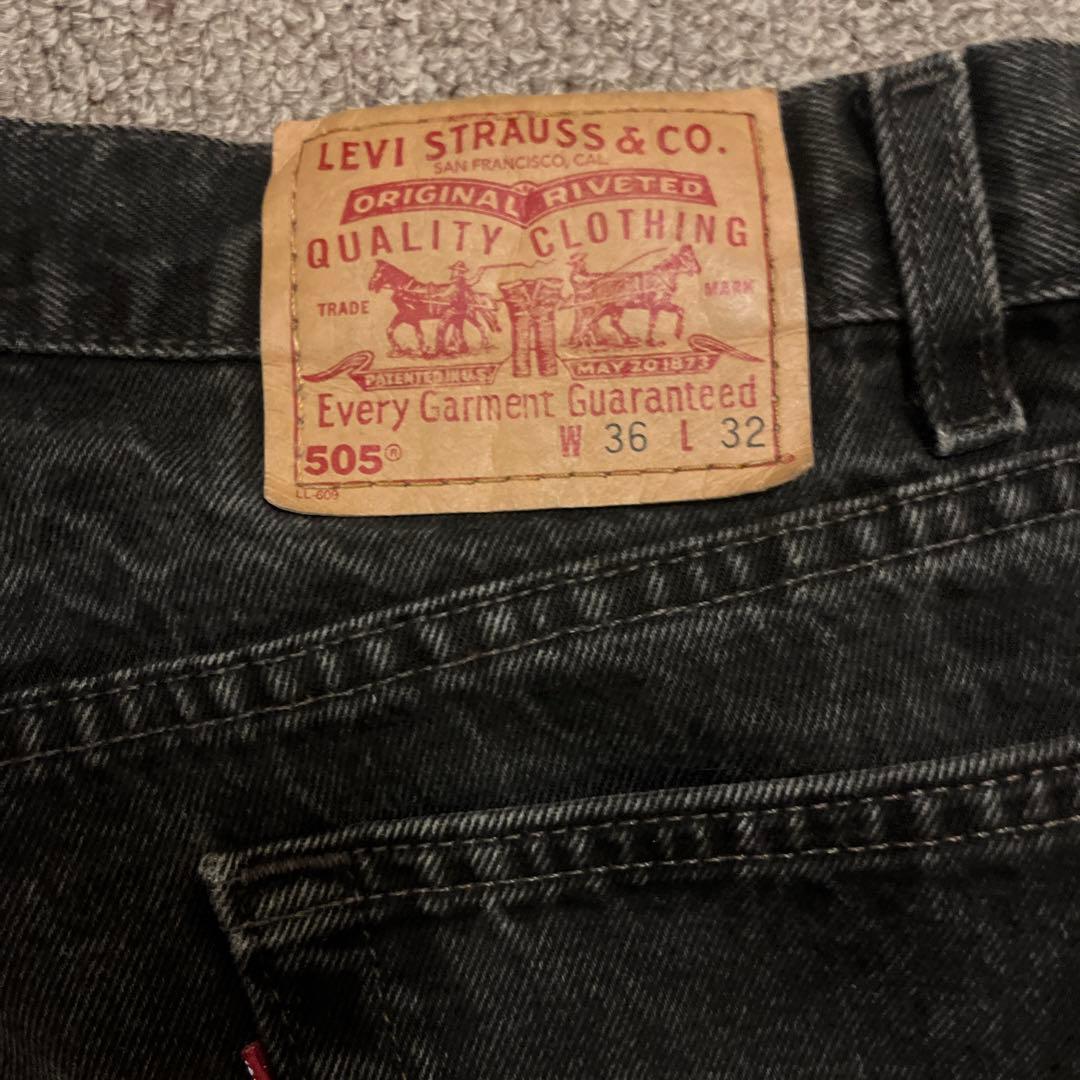 LEVI STRAUSS & CO.
SAN FRANCISCO, CAL.
ORIGINAL RIVETED
QUALITY CLOTHING
TRADE MARK
PATENTED IN U.S. MAY 20 1873
Every Garment Guaranteed
505® W 36 L 32
LL-609